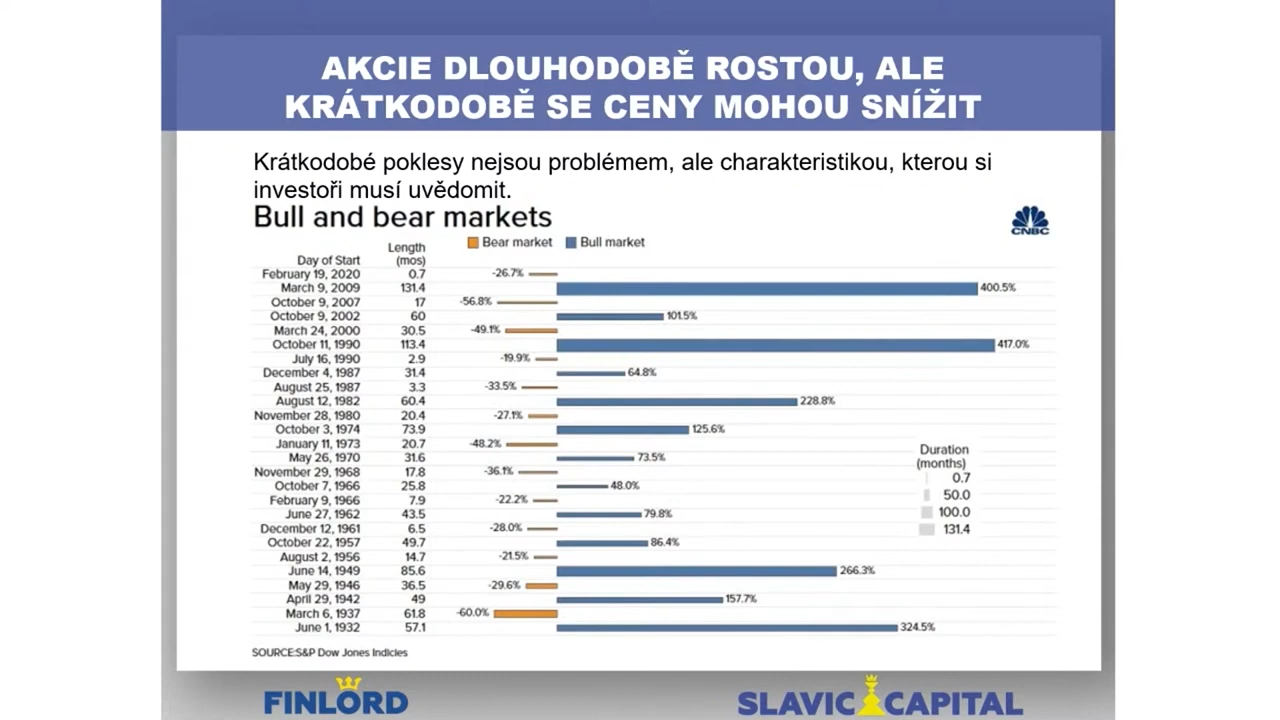 AKCIE DLOUHODOBĚ ROSTOU, ALE
KRÁTKODOBĚ SE CENY MOHOU SNÍŽIT
Krátkodobé poklesy nejsou problémem, ale charakteristikou, kterou si
investoři musí uvědomit.
Bull and bear markets
CNBC
Bear market Bull market
Day of Start Length (mos)
February 19, 2020 0.7 -26.7%
March 9, 2009 131.4 400.5%
October 9, 2007 17 -56.8%
October 9, 2002 60 101.5%
March 24, 2000 30.5 -49.1%
October 11, 1990 113.4 417.0%
July 16, 1990 2.9 -19.9%
December 4, 1987 31.4 64.8%
August 25, 1987 3.3 -33.5%
August 12, 1982 60.4 228.8%
November 28, 1980 20.4 -27.1%
October 3, 1974 73.9 125.6%
January 11, 1973 20.7 -48.2%
May 26, 1970 31.6 73.5%
November 29, 1968 17.8 -36.1%
October 7, 1966 25.8 48.0%
February 9, 1966 7.9 -22.2%
June 27, 1962 43.5 79.8%
December 12, 1961 6.5 -28.0%
October 22, 1957 49.7 86.4%
August 2, 1956 14.7 -21.5%
June 14, 1949 85.6 266.3%
May 29, 1946 36.5 -29.6%
April 29, 1942 49 157.7%
March 6, 1937 61.8 -60.0%
June 1, 1932 57.1 324.5%
Duration
(months)
0.7
50.0
100.0
131.4
SOURCE:S&P Dow Jones Indicies
FINLORD
SLAVIC CAPITAL